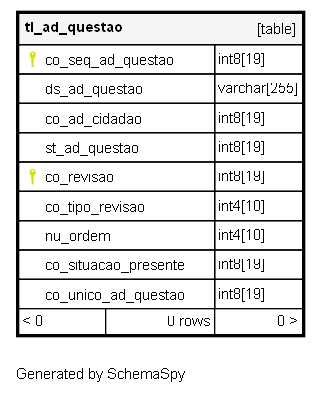 tl_ad_questao [table]
co_seq_ad_questao int8[19]
ds_ad_questao varchar[255]
co_ad_cidadao int8[19]
st_ad_questao int8[19]
co_revisao int8[19]
co_tipo_revisao int4[10]
nu_ordem int4[10]
co_situacao_presente int8[19]
co_unico_ad_questao int8[19]
< 0 0 rows 0 >
Generated by SchemaSpy